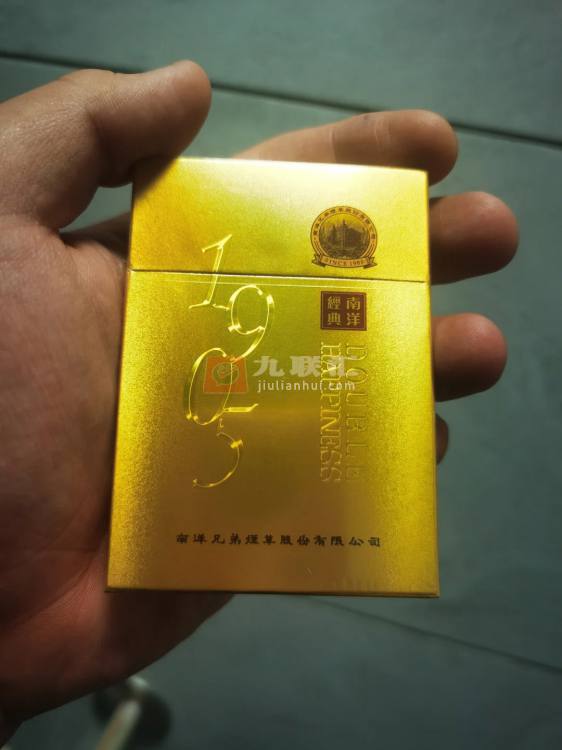 SINCE 1905
1905
南洋
經典
DOUBLE
HAPPINESS
九联汇
jiulianhui.com
南洋兄弟煙草股份有限公司